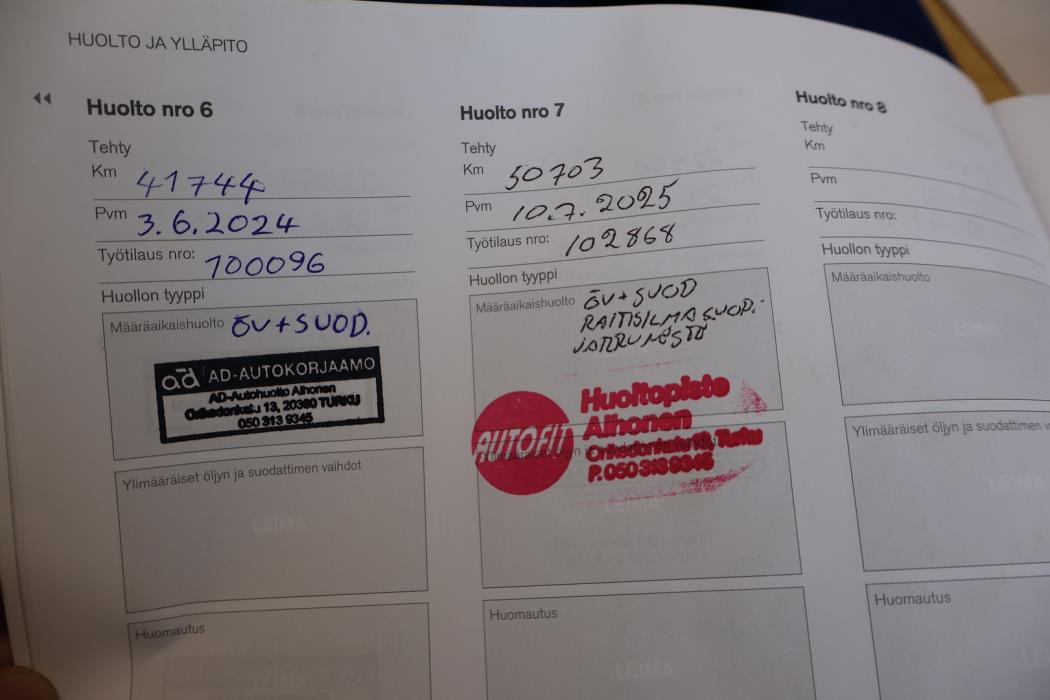 HUOLTO JA YLLÄPITO
Huolto nro 6
Tehty
Km 41744
Pvm 3.6.2024
Työtilaus nro: 100096
Huollon tyyppi
Määräaikaishuolto ÖV+SUOD.
ad AD-AUTOKORJAAMO
AD-Autohuolto Alhonen
Orikedonkatu 13, 20380 TURKU
050 313 9345
Ylimääräiset öljyn ja suodattimen vaihdot
LEIMA
Huomautus
LEIMA
Huolto nro 7
Tehty
Km 50703
Pvm 10.7.2025
Työtilaus nro: 102868
Huollon tyyppi
Määräaikaishuolto ÖV+SUOD
RAITISILMASUOD.
JARRUNESTE
AUTOFIT
Huoltopiste
Alhonen
Orikedonkatu 13, Turku
P. 050 313 9345
LEIMA
Huomautus
LEIMA
Huolto nro 8
Tehty
Km
Pvm
Työtilaus nro:
Huollon tyyppi
Määräaikaishuolto
LEIMA
Ylimääräiset öljyn ja suodattimen
LEIMA
Huomautus